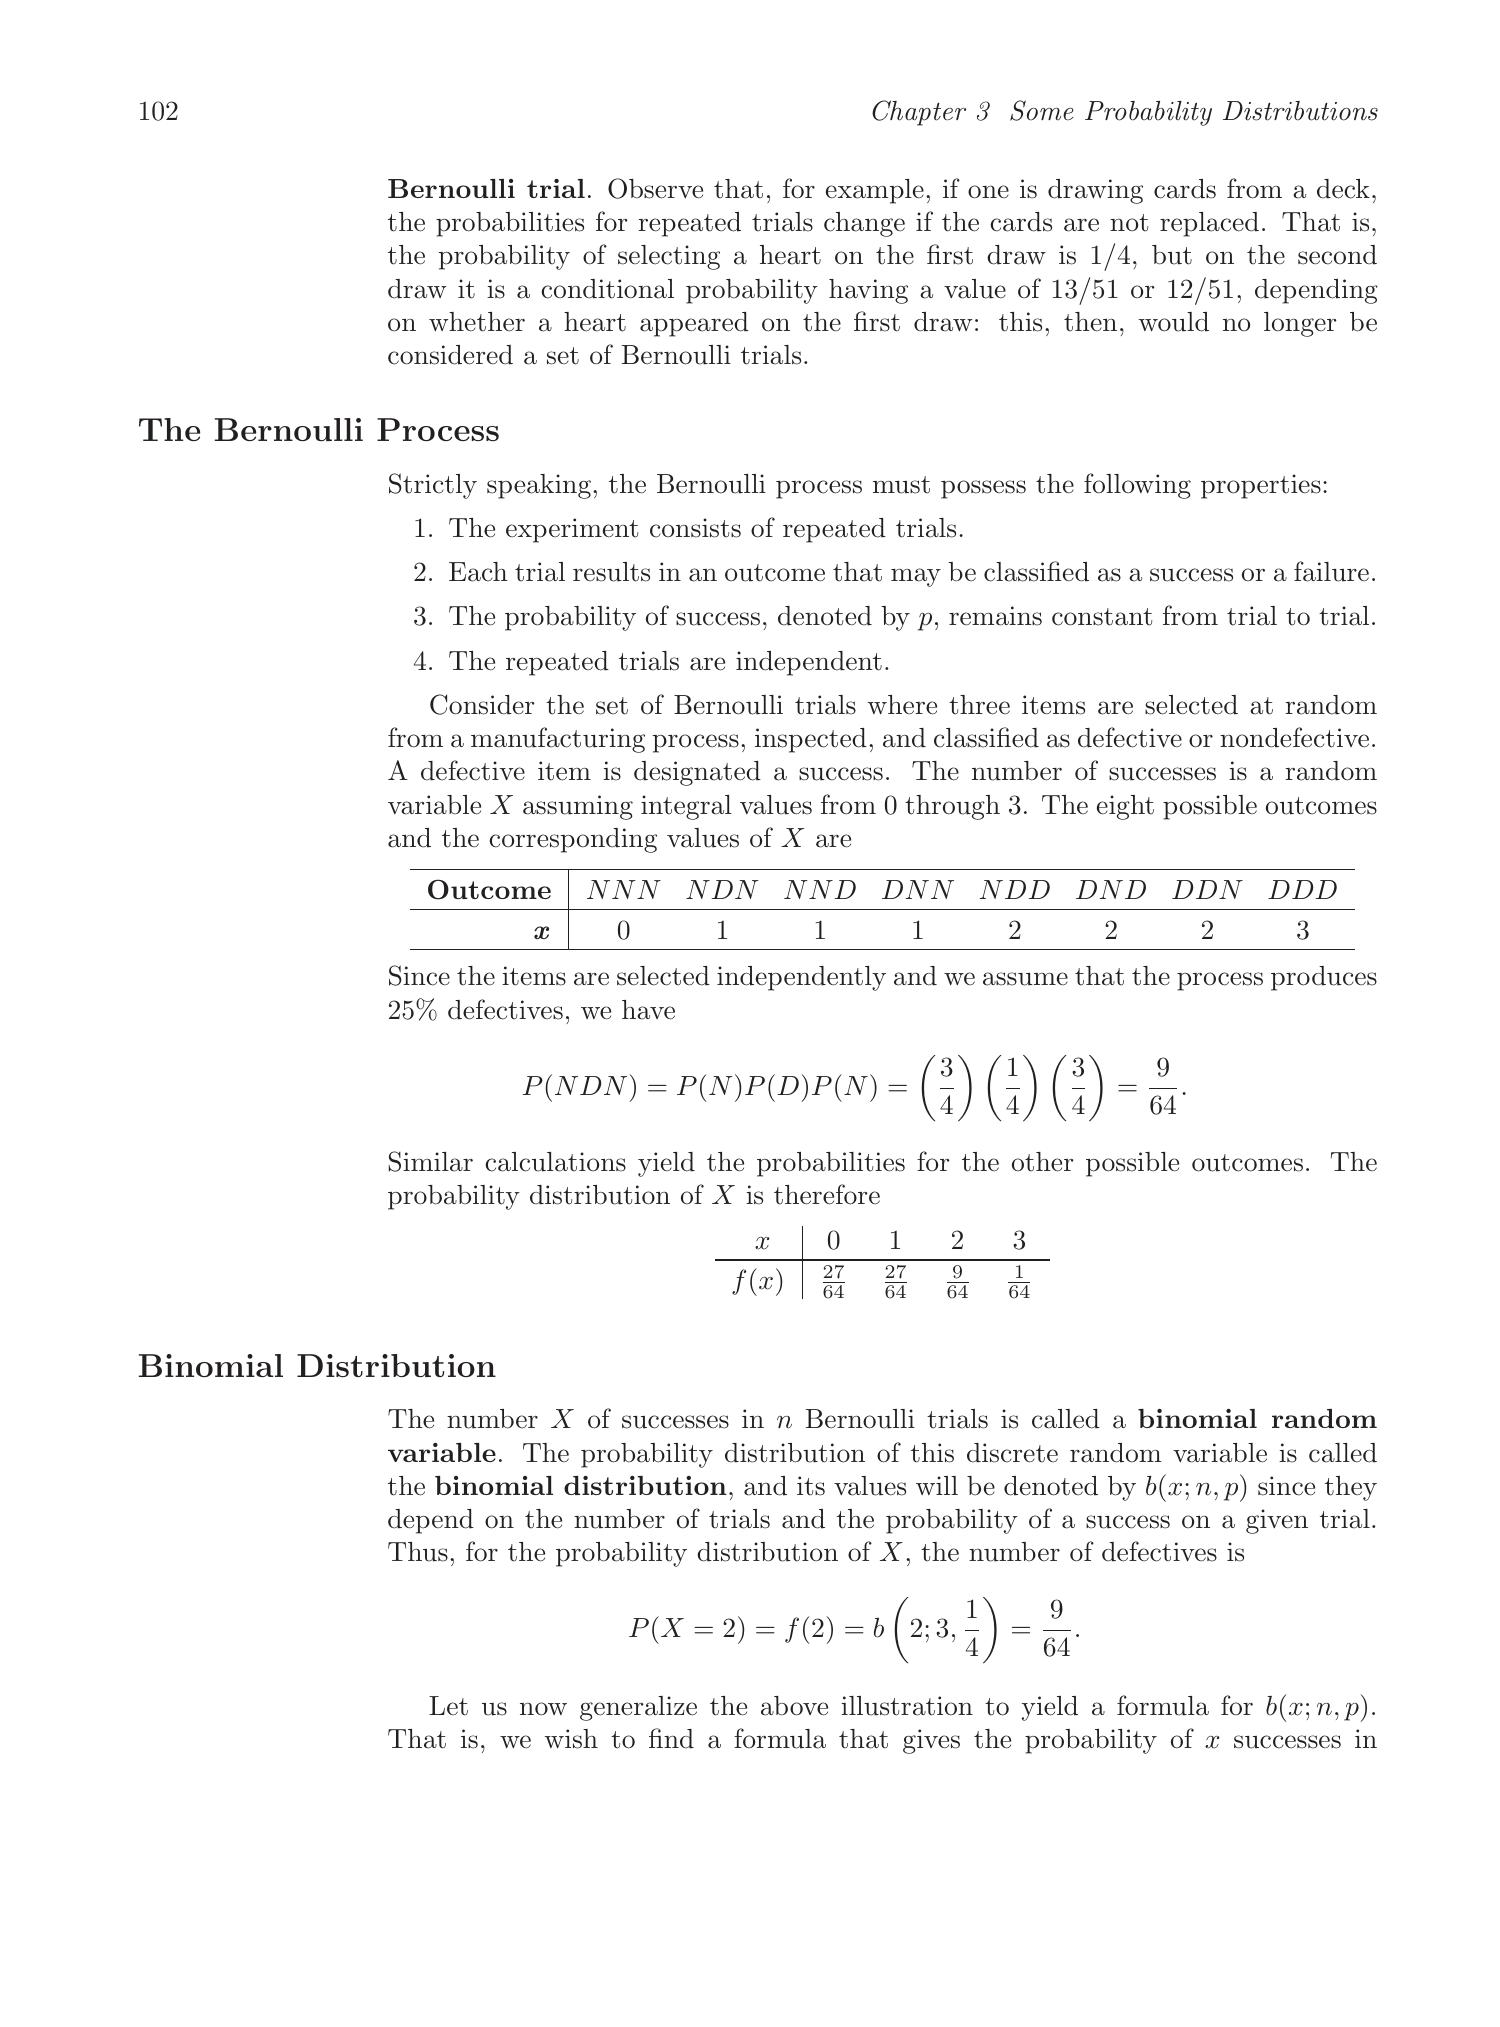 102 Chapter 3 Some Probability Distributions
Bernoulli trial. Observe that, for example, if one is drawing cards from a deck,
the probabilities for repeated trials change if the cards are not replaced. That is,
the probability of selecting a heart on the first draw is 1/4, but on the second
draw it is a conditional probability having a value of 13/51 or 12/51, depending
on whether a heart appeared on the first draw: this, then, would no longer be
considered a set of Bernoulli trials.
The Bernoulli Process
Strictly speaking, the Bernoulli process must possess the following properties:
1. The experiment consists of repeated trials.
2. Each trial results in an outcome that may be classified as a success or a failure.
3. The probability of success, denoted by p, remains constant from trial to trial.
4. The repeated trials are independent.
Consider the set of Bernoulli trials where three items are selected at random
from a manufacturing process, inspected, and classified as defective or nondefective.
A defective item is designated a success. The number of successes is a random
variable X assuming integral values from 0 through 3. The eight possible outcomes
and the corresponding values of X are
Outcome NNN NDN NND DNN NDD DND DDN DDD
x 0 1 1 1 2 2 2 3
Since the items are selected independently and we assume that the process produces
25% defectives, we have
P(NDN) = P(N)P(D)P(N) = (3/4)(1/4)(3/4) = 9/64.
Similar calculations yield the probabilities for the other possible outcomes. The
probability distribution of X is therefore
x 0 1 2 3
f(x) 27/64 27/64 9/64 1/64
Binomial Distribution
The number X of successes in n Bernoulli trials is called a binomial random
variable. The probability distribution of this discrete random variable is called
the binomial distribution, and its values will be denoted by b(x; n, p) since they
depend on the number of trials and the probability of a success on a given trial.
Thus, for the probability distribution of X, the number of defectives is
P(X = 2) = f(2) = b(2; 3, 1/4) = 9/64.
Let us now generalize the above illustration to yield a formula for b(x; n, p).
That is, we wish to find a formula that gives the probability of x successes in